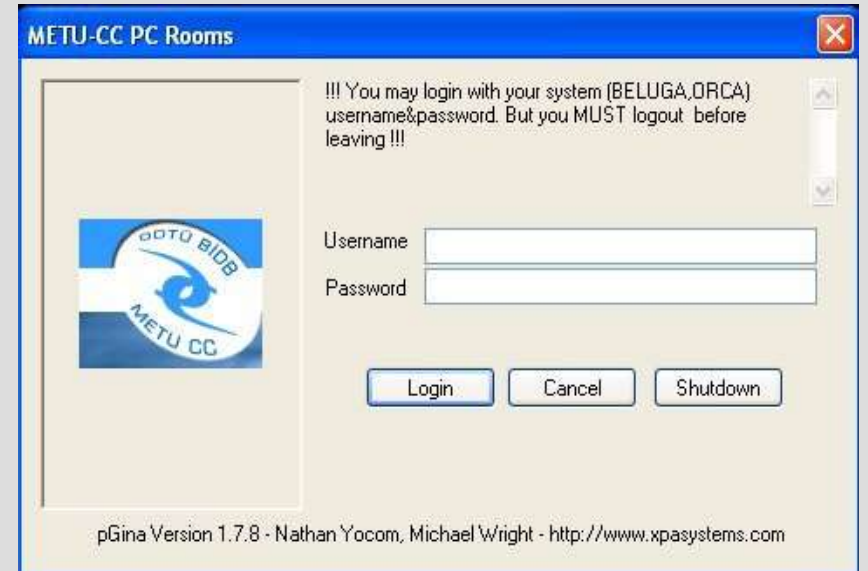 METU-CC PC Rooms
!!! You may login with your system (BELUGA,ORCA)
username&password. But you MUST logout before
leaving !!!
ODTÜ BIDB
METU CC
Username
Password
Login
Cancel
Shutdown
pGina Version 1.7.8 - Nathan Yocom, Michael Wright - http://www.xpasystems.com